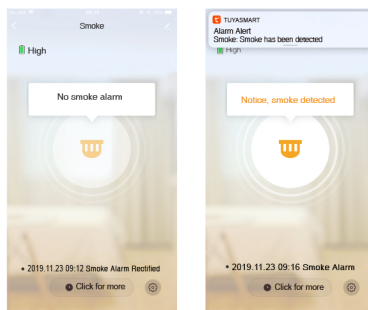 Smoke
High
No smoke alarm
• 2019.11.23 09:12 Smoke Alarm Rectified
Click for more
TUYASMART
Alarm Alert
Smoke: Smoke has been detected
High
Notice, smoke detected
• 2019.11.23 09:16 Smoke Alarm
Click for more